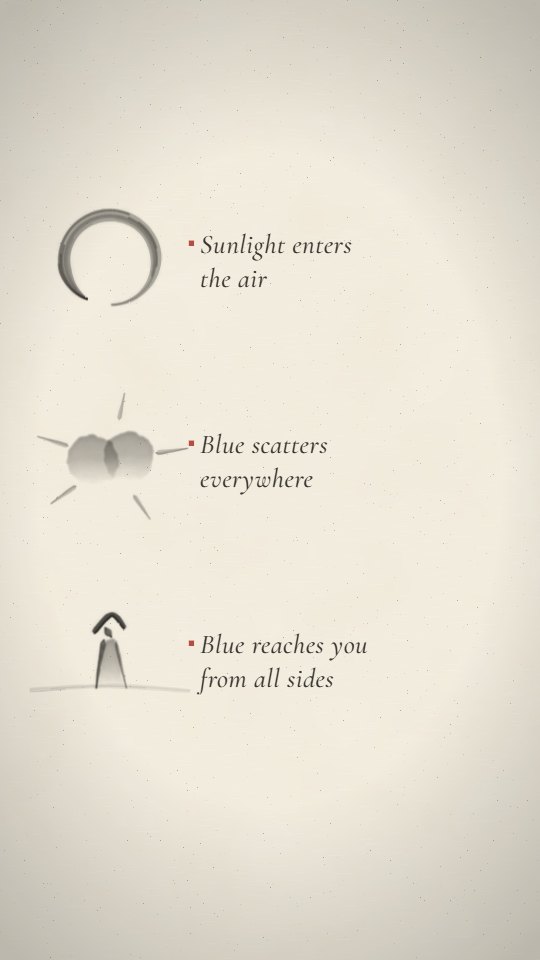 Sunlight enters
the air
Blue scatters
everywhere
Blue reaches you
from all sides